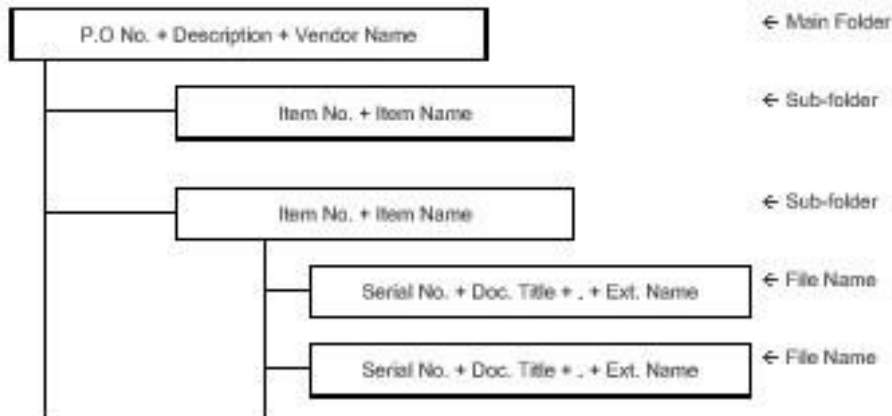 P.O No. + Description + Vendor Name ← Main Folder
Item No. + Item Name ← Sub-folder
Item No. + Item Name ← Sub-folder
Serial No. + Doc. Title + . + Ext. Name ← File Name
Serial No. + Doc. Title + . + Ext. Name ← File Name